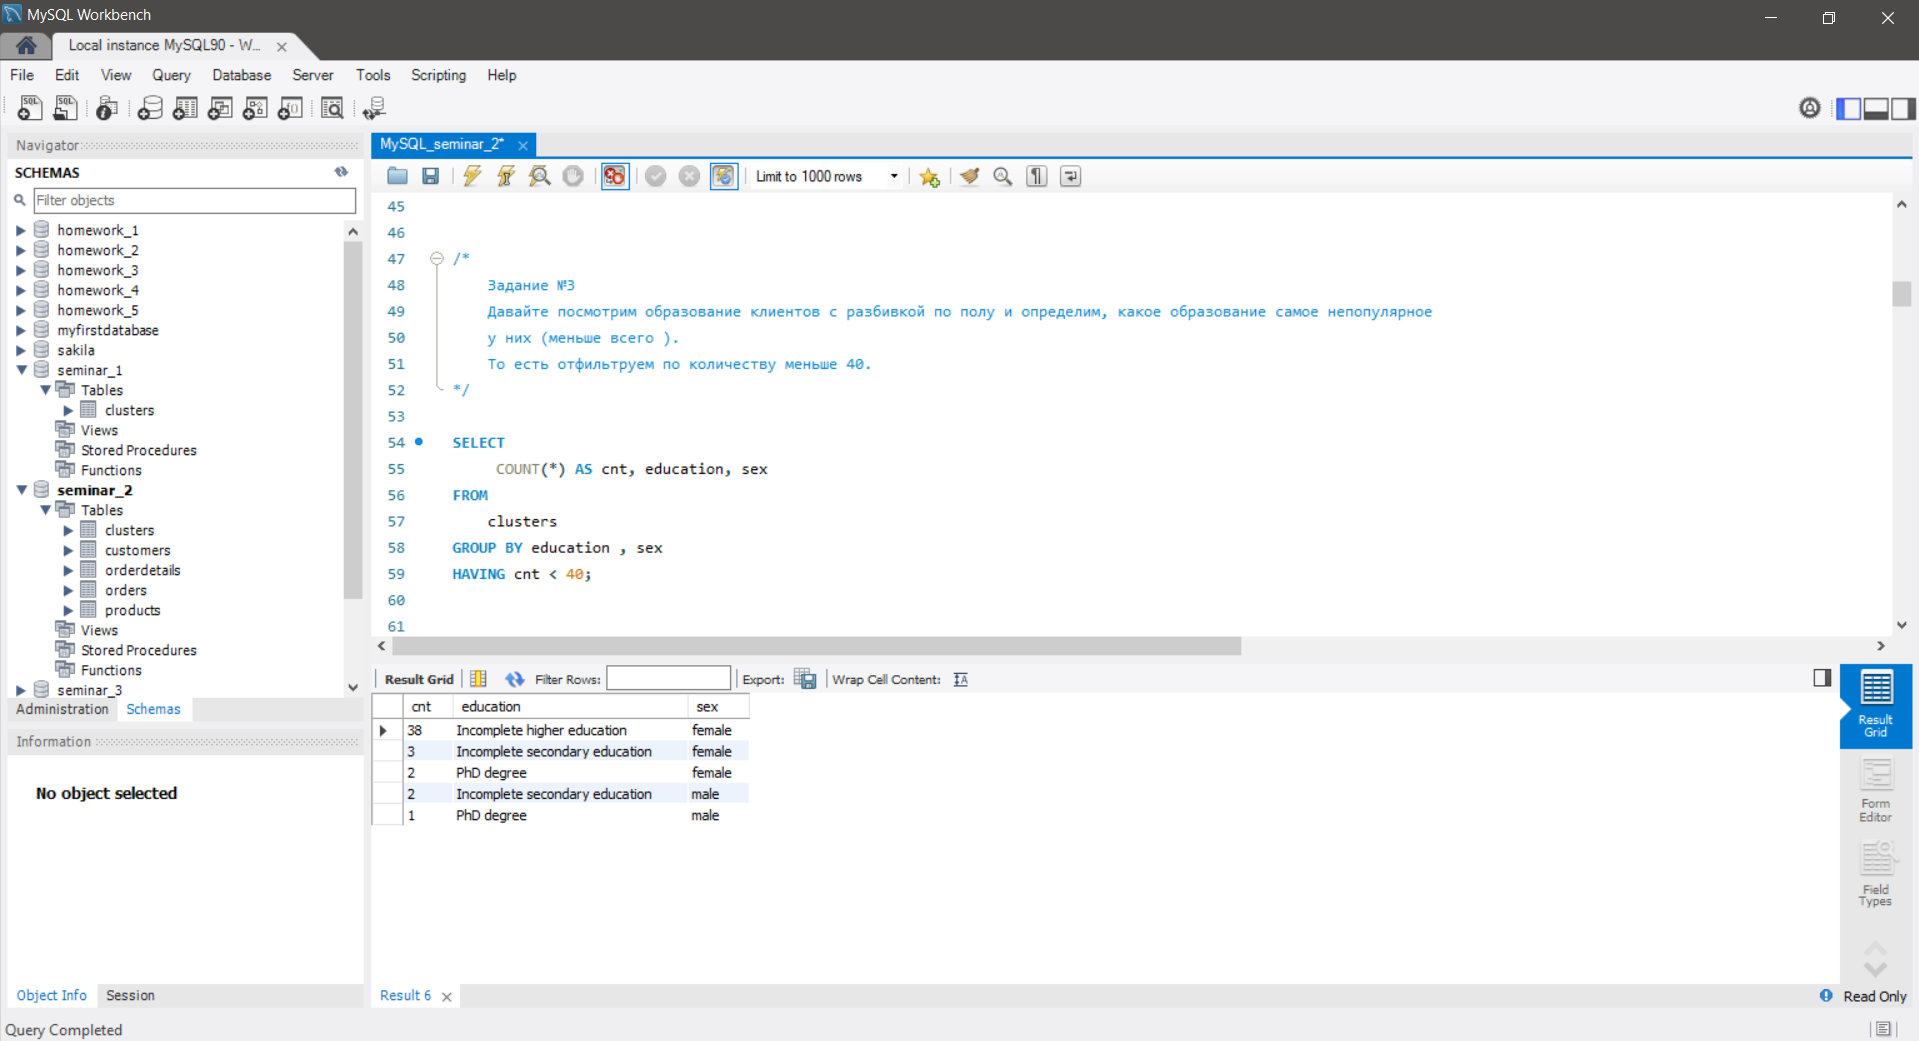 MySQL Workbench
Local instance MySQL90 - W...
File Edit View Query Database Server Tools Scripting Help
Navigator
SCHEMAS
Filter objects
homework_1
homework_2
homework_3
homework_4
homework_5
myfirstdatabase
sakila
seminar_1
Tables
clusters
Views
Stored Procedures
Functions
seminar_2
Tables
clusters
customers
orderdetails
orders
products
Views
Stored Procedures
Functions
seminar_3
Administration Schemas
Information
No object selected
Object Info Session
MySQL_seminar_2*
Limit to 1000 rows
45
46
47 /*
48 Задание №3
49 Давайте посмотрим образование клиентов с разбивкой по полу и определим, какое образование самое непопулярное
50 у них (меньше всего ).
51 То есть отфильтруем по количеству меньше 40.
52 */
53
54 SELECT
55 COUNT(*) AS cnt, education, sex
56 FROM
57 clusters
58 GROUP BY education , sex
59 HAVING cnt < 40;
60
61
Result Grid Filter Rows: Export: Wrap Cell Content:
cnt education sex
38 Incomplete higher education female
3 Incomplete secondary education female
2 PhD degree female
2 Incomplete secondary education male
1 PhD degree male
Result
Grid
Form
Editor
Field
Types
Result 6
Read Only
Query Completed